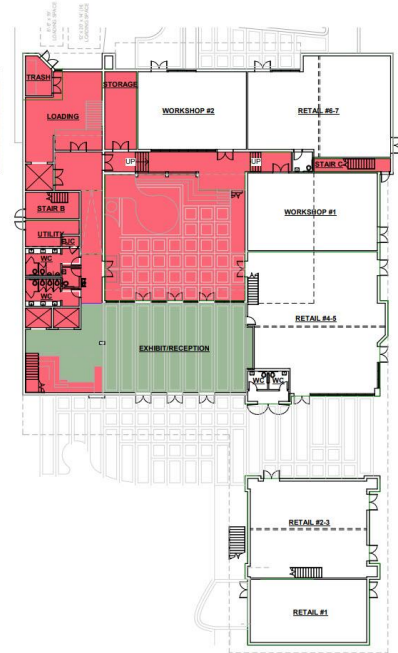 TRASH
STORAGE
LOADING
WORKSHOP #2
RETAIL #6-7
UP
UP
STAIR C
STAIR B
WORKSHOP #1
UTILITY
EJC
WC
WC
RETAIL #4-5
EXHIBIT/RECEPTION
WC
WC
RETAIL #2-3
RETAIL #1